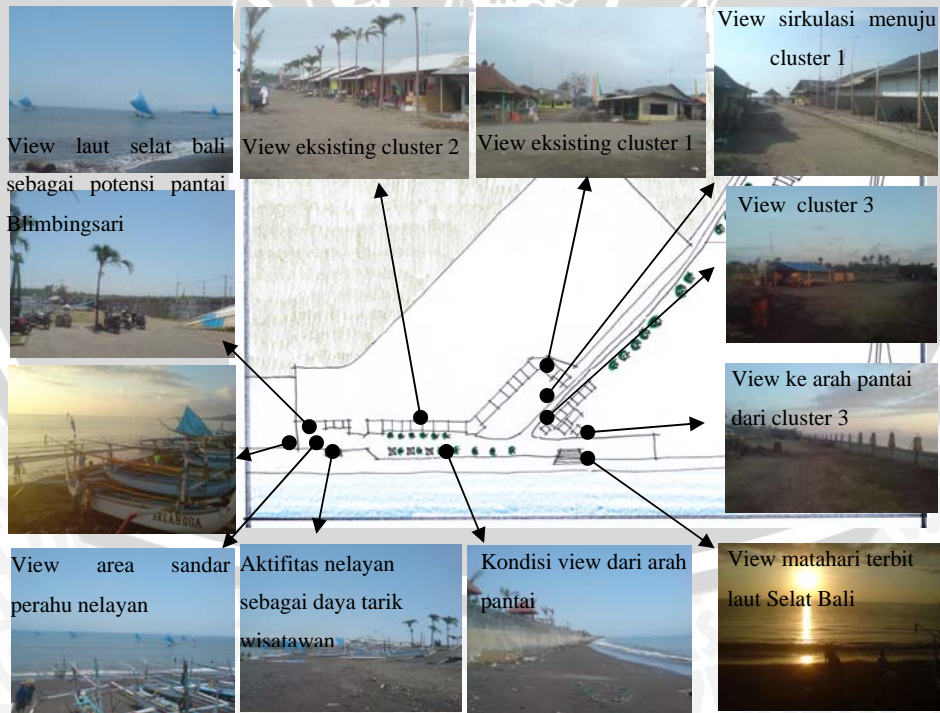 View laut selat bali
sebagai potensi pantai
Blimbingsari
View eksisting cluster 2
View eksisting cluster 1
View sirkulasi menuju
cluster 1
View cluster 3
View ke arah pantai
dari cluster 3
View area sandar
perahu nelayan
Aktifitas nelayan
sebagai daya tarik
wisatawan
Kondisi view dari arah
pantai
View matahari terbit
laut Selat Bali